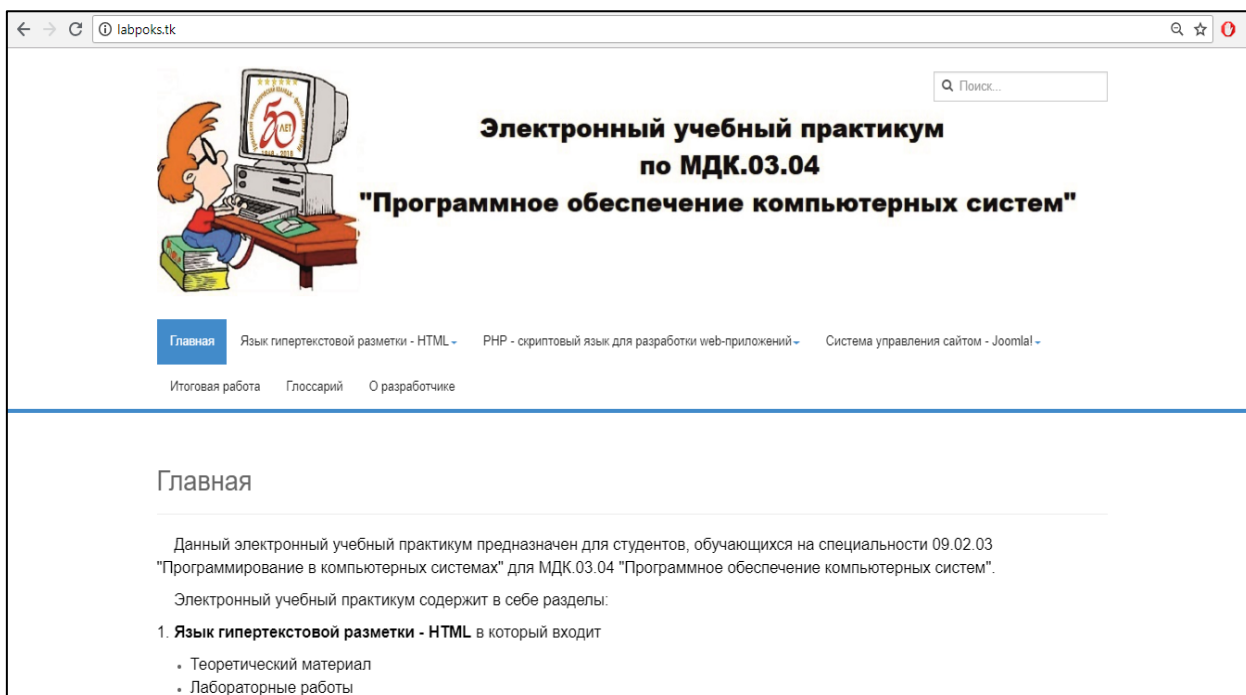 labpoks.tk
Поиск...
50
ЛЕТ
1968 - 2018
Электронный учебный практикум
по МДК.03.04
"Программное обеспечение компьютерных систем"
Главная Язык гипертекстовой разметки - HTML PHP - скриптовый язык для разработки web-приложений Система управления сайтом - Joomla!
Итоговая работа Глоссарий О разработчике
Главная
Данный электронный учебный практикум предназначен для студентов, обучающихся на специальности 09.02.03
"Программирование в компьютерных системах" для МДК.03.04 "Программное обеспечение компьютерных систем".
Электронный учебный практикум содержит в себе разделы:
1. Язык гипертекстовой разметки - HTML в который входит
Теоретический материал
Лабораторные работы